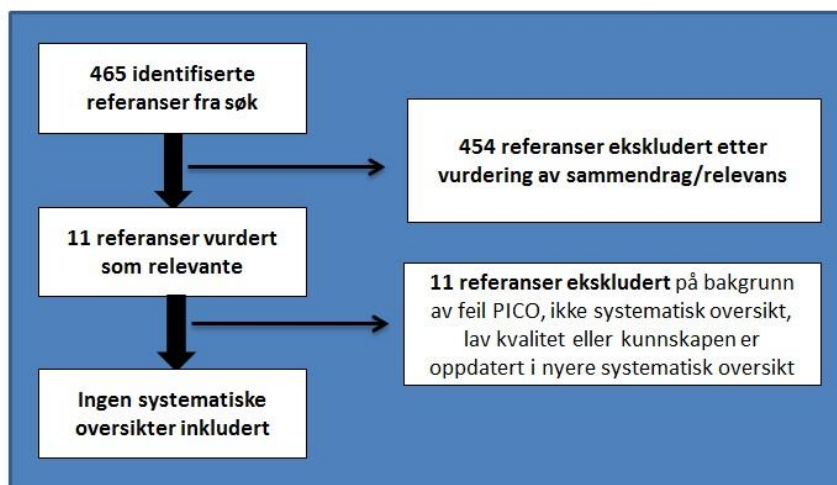 465 identifiserte
referanser fra søk
454 referanser ekskludert etter
vurdering av sammendrag/relevans
11 referanser vurdert
som relevante
11 referanser ekskludert på bakgrunn
av feil PICO, ikke systematisk oversikt,
lav kvalitet eller kunnskapen er
oppdatert i nyere systematisk oversikt
Ingen systematiske
oversikter inkludert